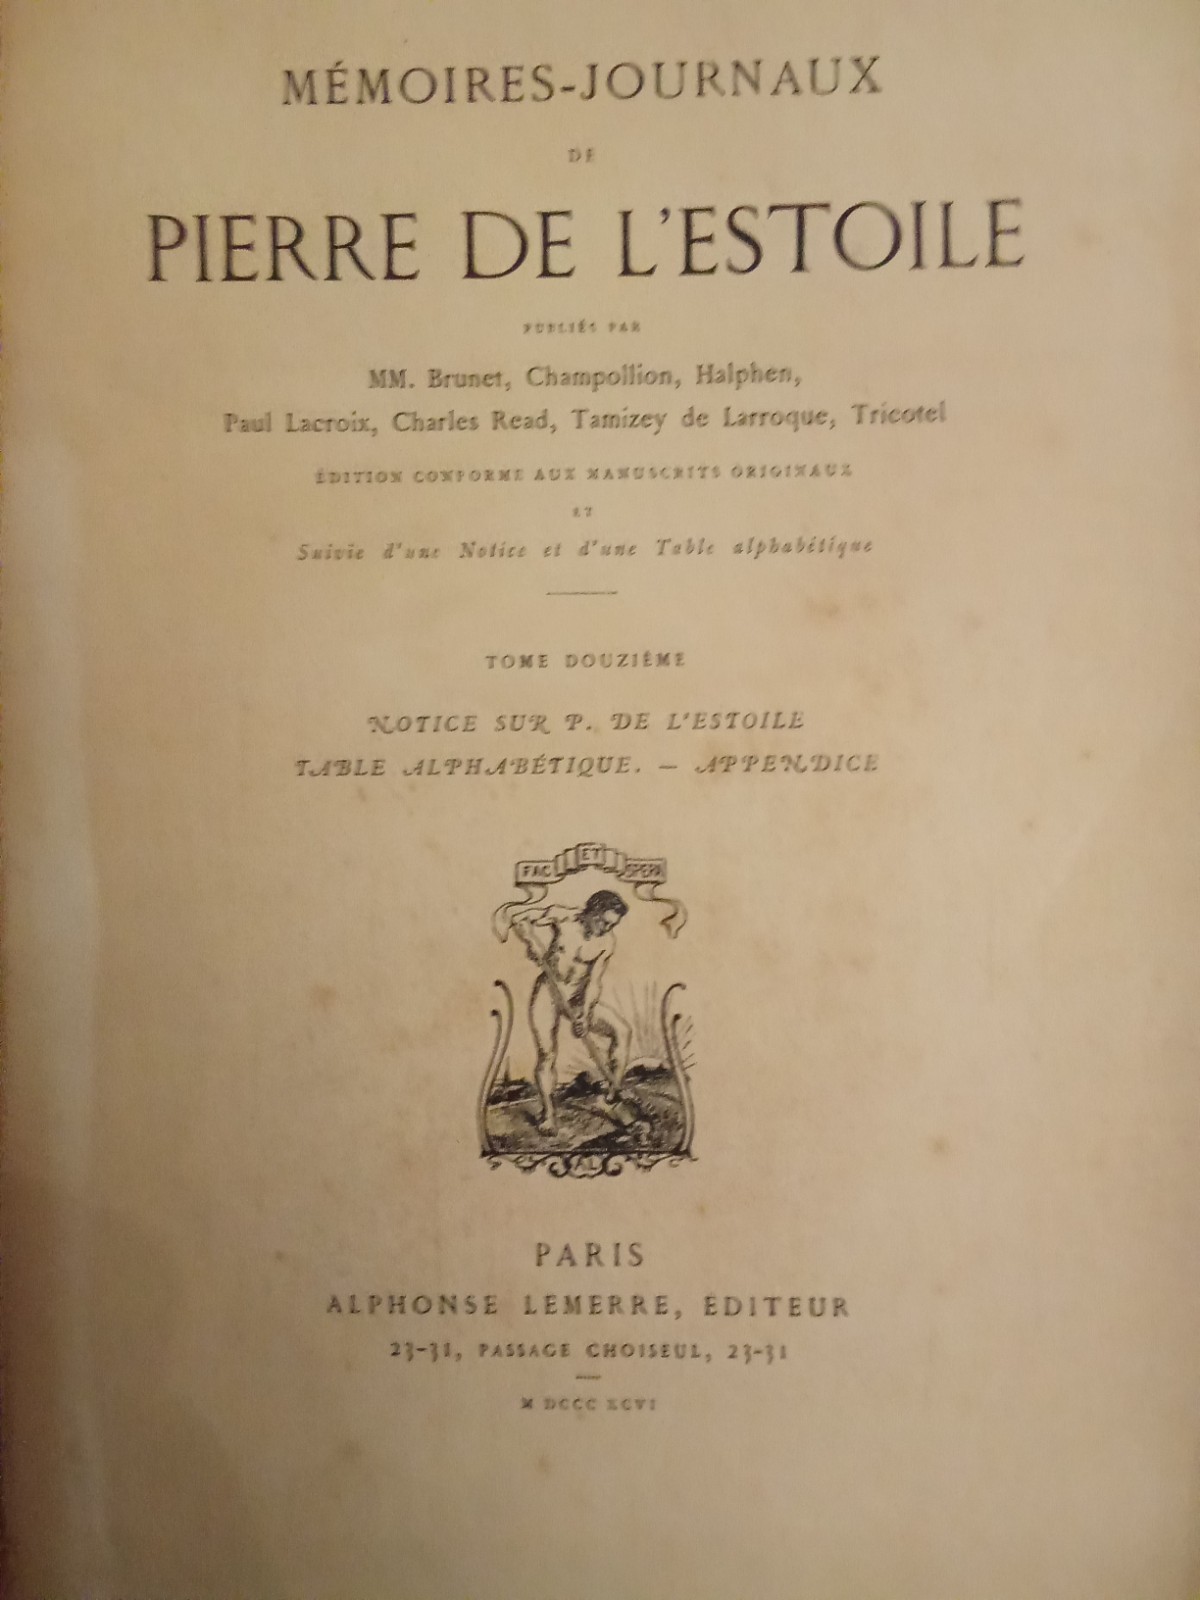 MÉMOIRES-JOURNAUX
DE
PIERRE DE L'ESTOILE
PUBLIÉS PAR
MM. Brunet, Champollion, Halphen,
Paul Lacroix, Charles Read, Tamizey de Larroque, Tricotel
ÉDITION CONFORME AUX MANUSCRITS ORIGINAUX
ET
Suivie d'une Notice et d'une Table alphabétique
TOME DOUZIÈME
NOTICE SUR P. DE L'ESTOILE
TABLE ALPHABÉTIQUE. — APPENDICE
FAC ET SPERA
AL
PARIS
ALPHONSE LEMERRE, ÉDITEUR
23-31, PASSAGE CHOISEUL, 23-31
M DCCC XCVI